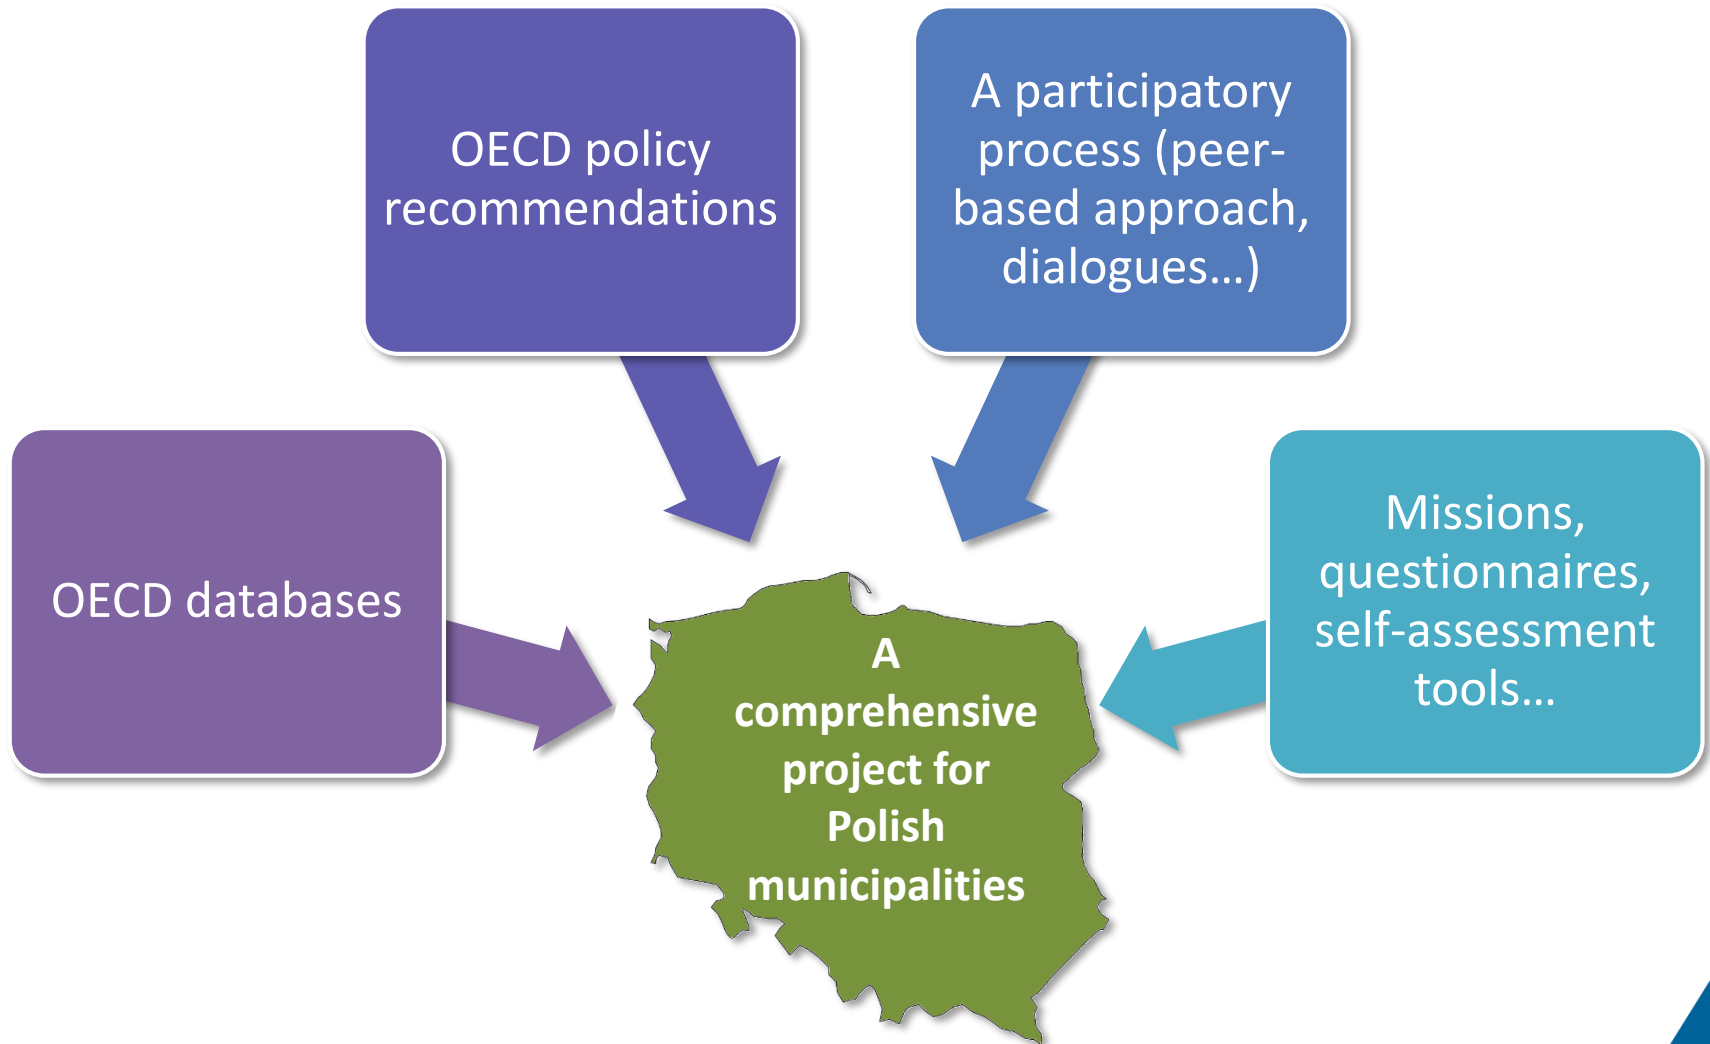 OECD policy
recommendations
A participatory
process (peer-
based approach,
dialogues…)
OECD databases
Missions,
questionnaires,
self-assessment
tools…
A
comprehensive
project for
Polish
municipalities